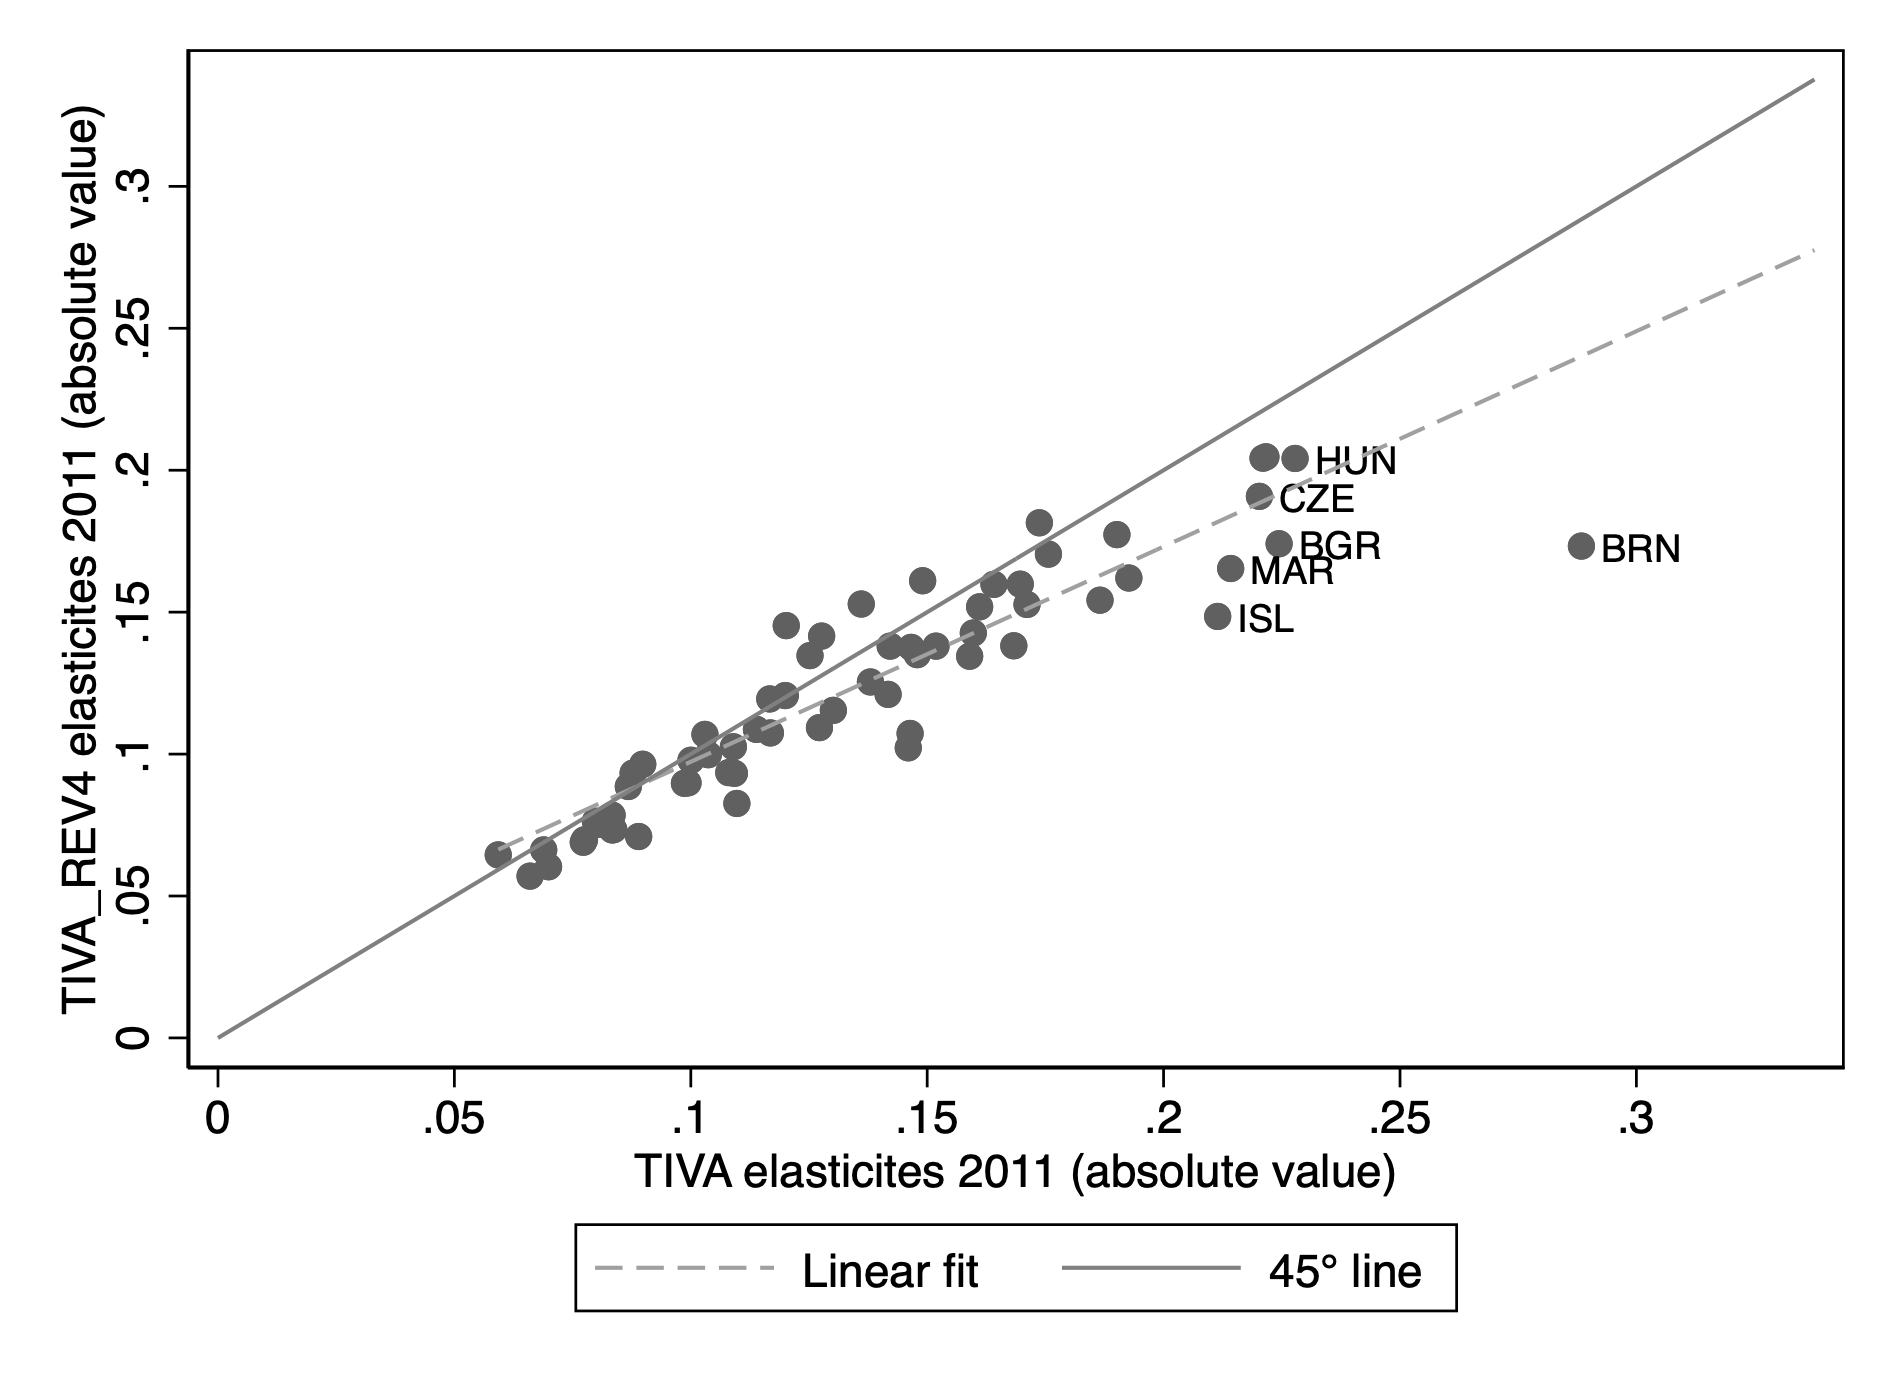 TIVA_REV4 elasticites 2011 (absolute value)
.3
.25
.2
.15
.1
.05
0
HUN
CZE
BGR
BRN
MAR
ISL
0 .05 .1 .15 .2 .25 .3
TIVA elasticites 2011 (absolute value)
Linear fit 45° line